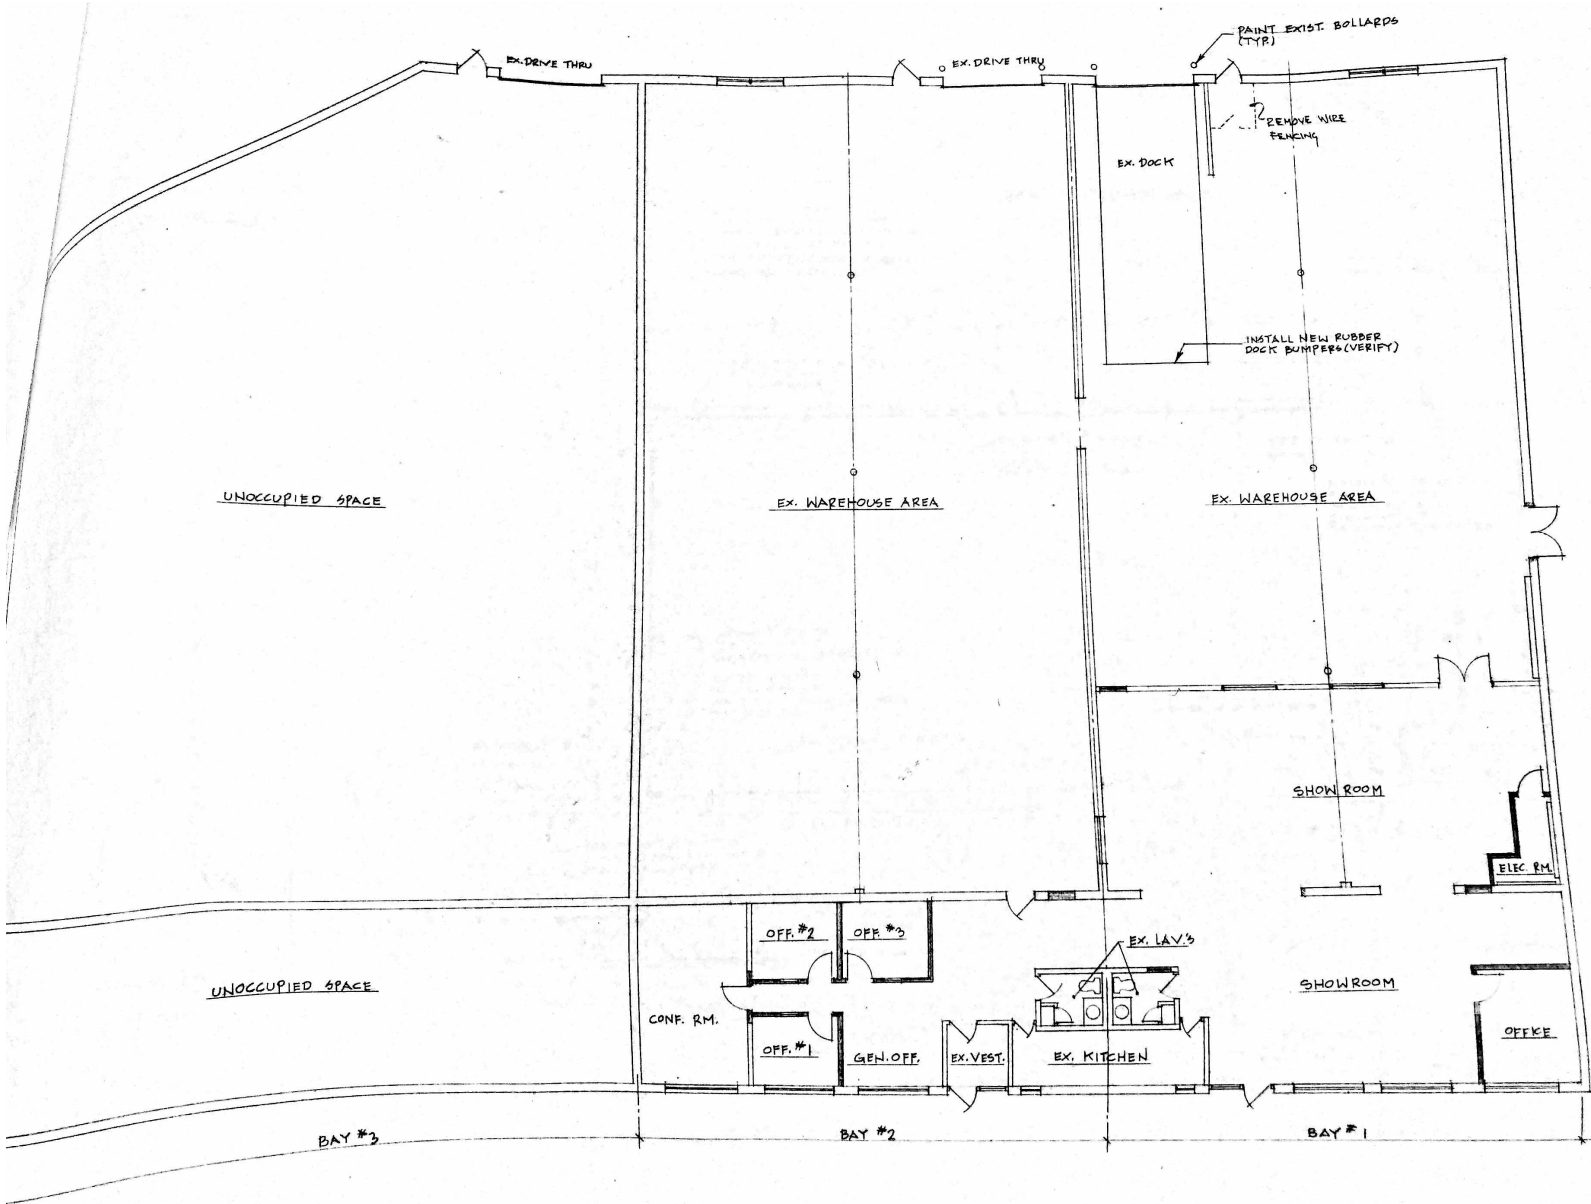 PAINT EXIST. BOLLARDS
(TYP.)
EX. DRIVE THRU
EX. DRIVE THRU
REMOVE WIRE
FENCING
EX. DOCK
INSTALL NEW RUBBER
DOCK BUMPERS (VERIFY)
UNOCCUPIED SPACE
EX. WAREHOUSE AREA
EX. WAREHOUSE AREA
SHOW ROOM
ELEC. RM.
OFF. #2
OFF. #3
EX. LAV.'S
UNOCCUPIED SPACE
SHOWROOM
CONF. RM.
OFF. #1
GEN. OFF.
EX. VEST.
EX. KITCHEN
OFFICE
BAY #3
BAY #2
BAY #1